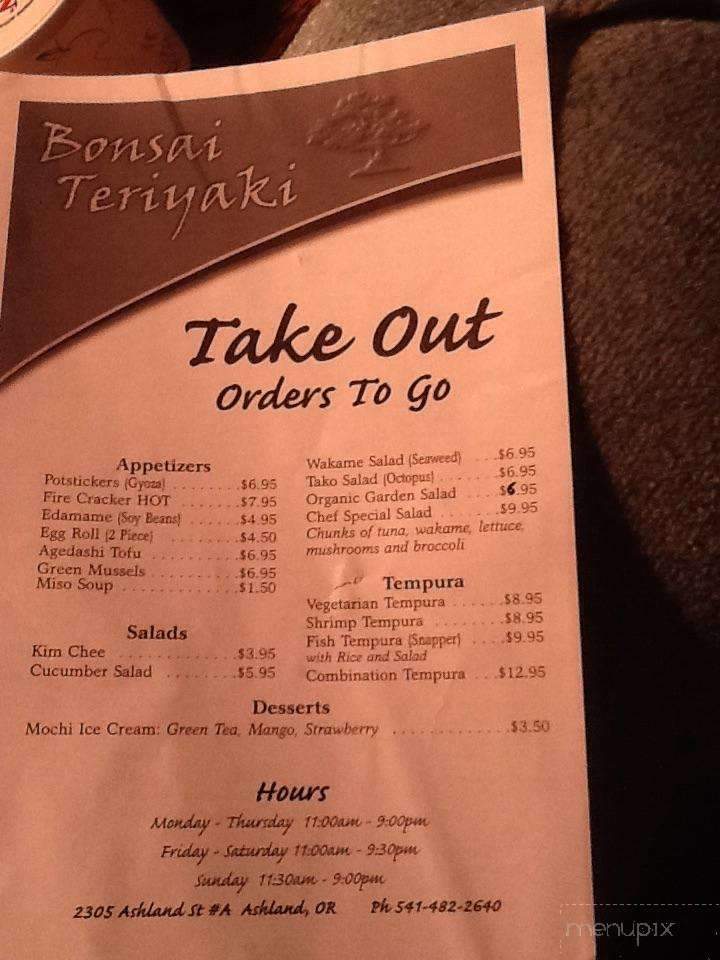 Bonsai
Teriyaki
Take Out
Orders To Go
Appetizers
Potstickers (Gyoza) . . . . . . . . .$6.95
Fire Cracker HOT . . . . . . . . .$7.95
Edamame (Soy Beans) . . . . . .$4.95
Egg Roll (2 Piece) . . . . . . . . .$4.50
Agedashi Tofu . . . . . . . . . . .$6.95
Green Mussels . . . . . . . . . . .$6.95
Miso Soup . . . . . . . . . . . . . .$1.50
Salads
Kim Chee . . . . . . . . . . . . .$3.95
Cucumber Salad . . . . . . . .$5.95
Wakame Salad (Seaweed) . . . .$6.95
Tako Salad (Octopus) . . . . . . .$6.95
Organic Garden Salad . . . . .$6.95
Chef Special Salad . . . . . . . .$9.95
Chunks of tuna, wakame, lettuce,
mushrooms and broccoli
Tempura
Vegetarian Tempura . . . . . .$8.95
Shrimp Tempura . . . . . . . .$8.95
Fish Tempura (Snapper) . . . .$9.95
with Rice and Salad
Combination Tempura . . .$12.95
Desserts
Mochi Ice Cream: Green Tea, Mango, Strawberry . . . . . . . . . . . . .$3.50
Hours
Monday - Thursday 11:00am - 9:00pm
Friday - Saturday 11:00am - 9:30pm
Sunday 11:30am - 9:00pm
2305 Ashland St #A Ashland, OR Ph 541-482-2640
menupix